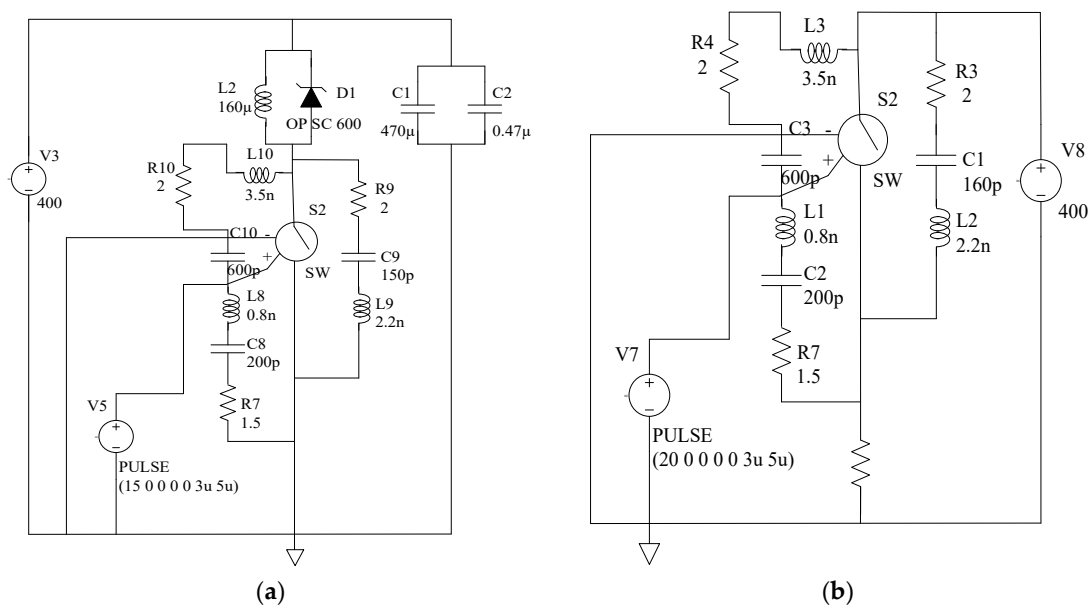 L2
160μ
D1
OP SC 600
C1
470μ
C2
0.47μ
V3
+
−
400
L10
3.5n
R10
2
R9
2
S2
C10
-
+
600p
SW
C9
150p
L8
0.8n
L9
2.2n
C8
200p
R7
1.5
V5
+
−
PULSE
(15 0 0 0 0 3u 5u)
(a)
L3
3.5n
R4
2
R3
2
S2
C3
-
+
600p
SW
C1
160p
V8
+
−
400
L1
0.8n
L2
2.2n
C2
200p
R7
1.5
V7
+
−
PULSE
(20 0 0 0 0 3u 5u)
(b)